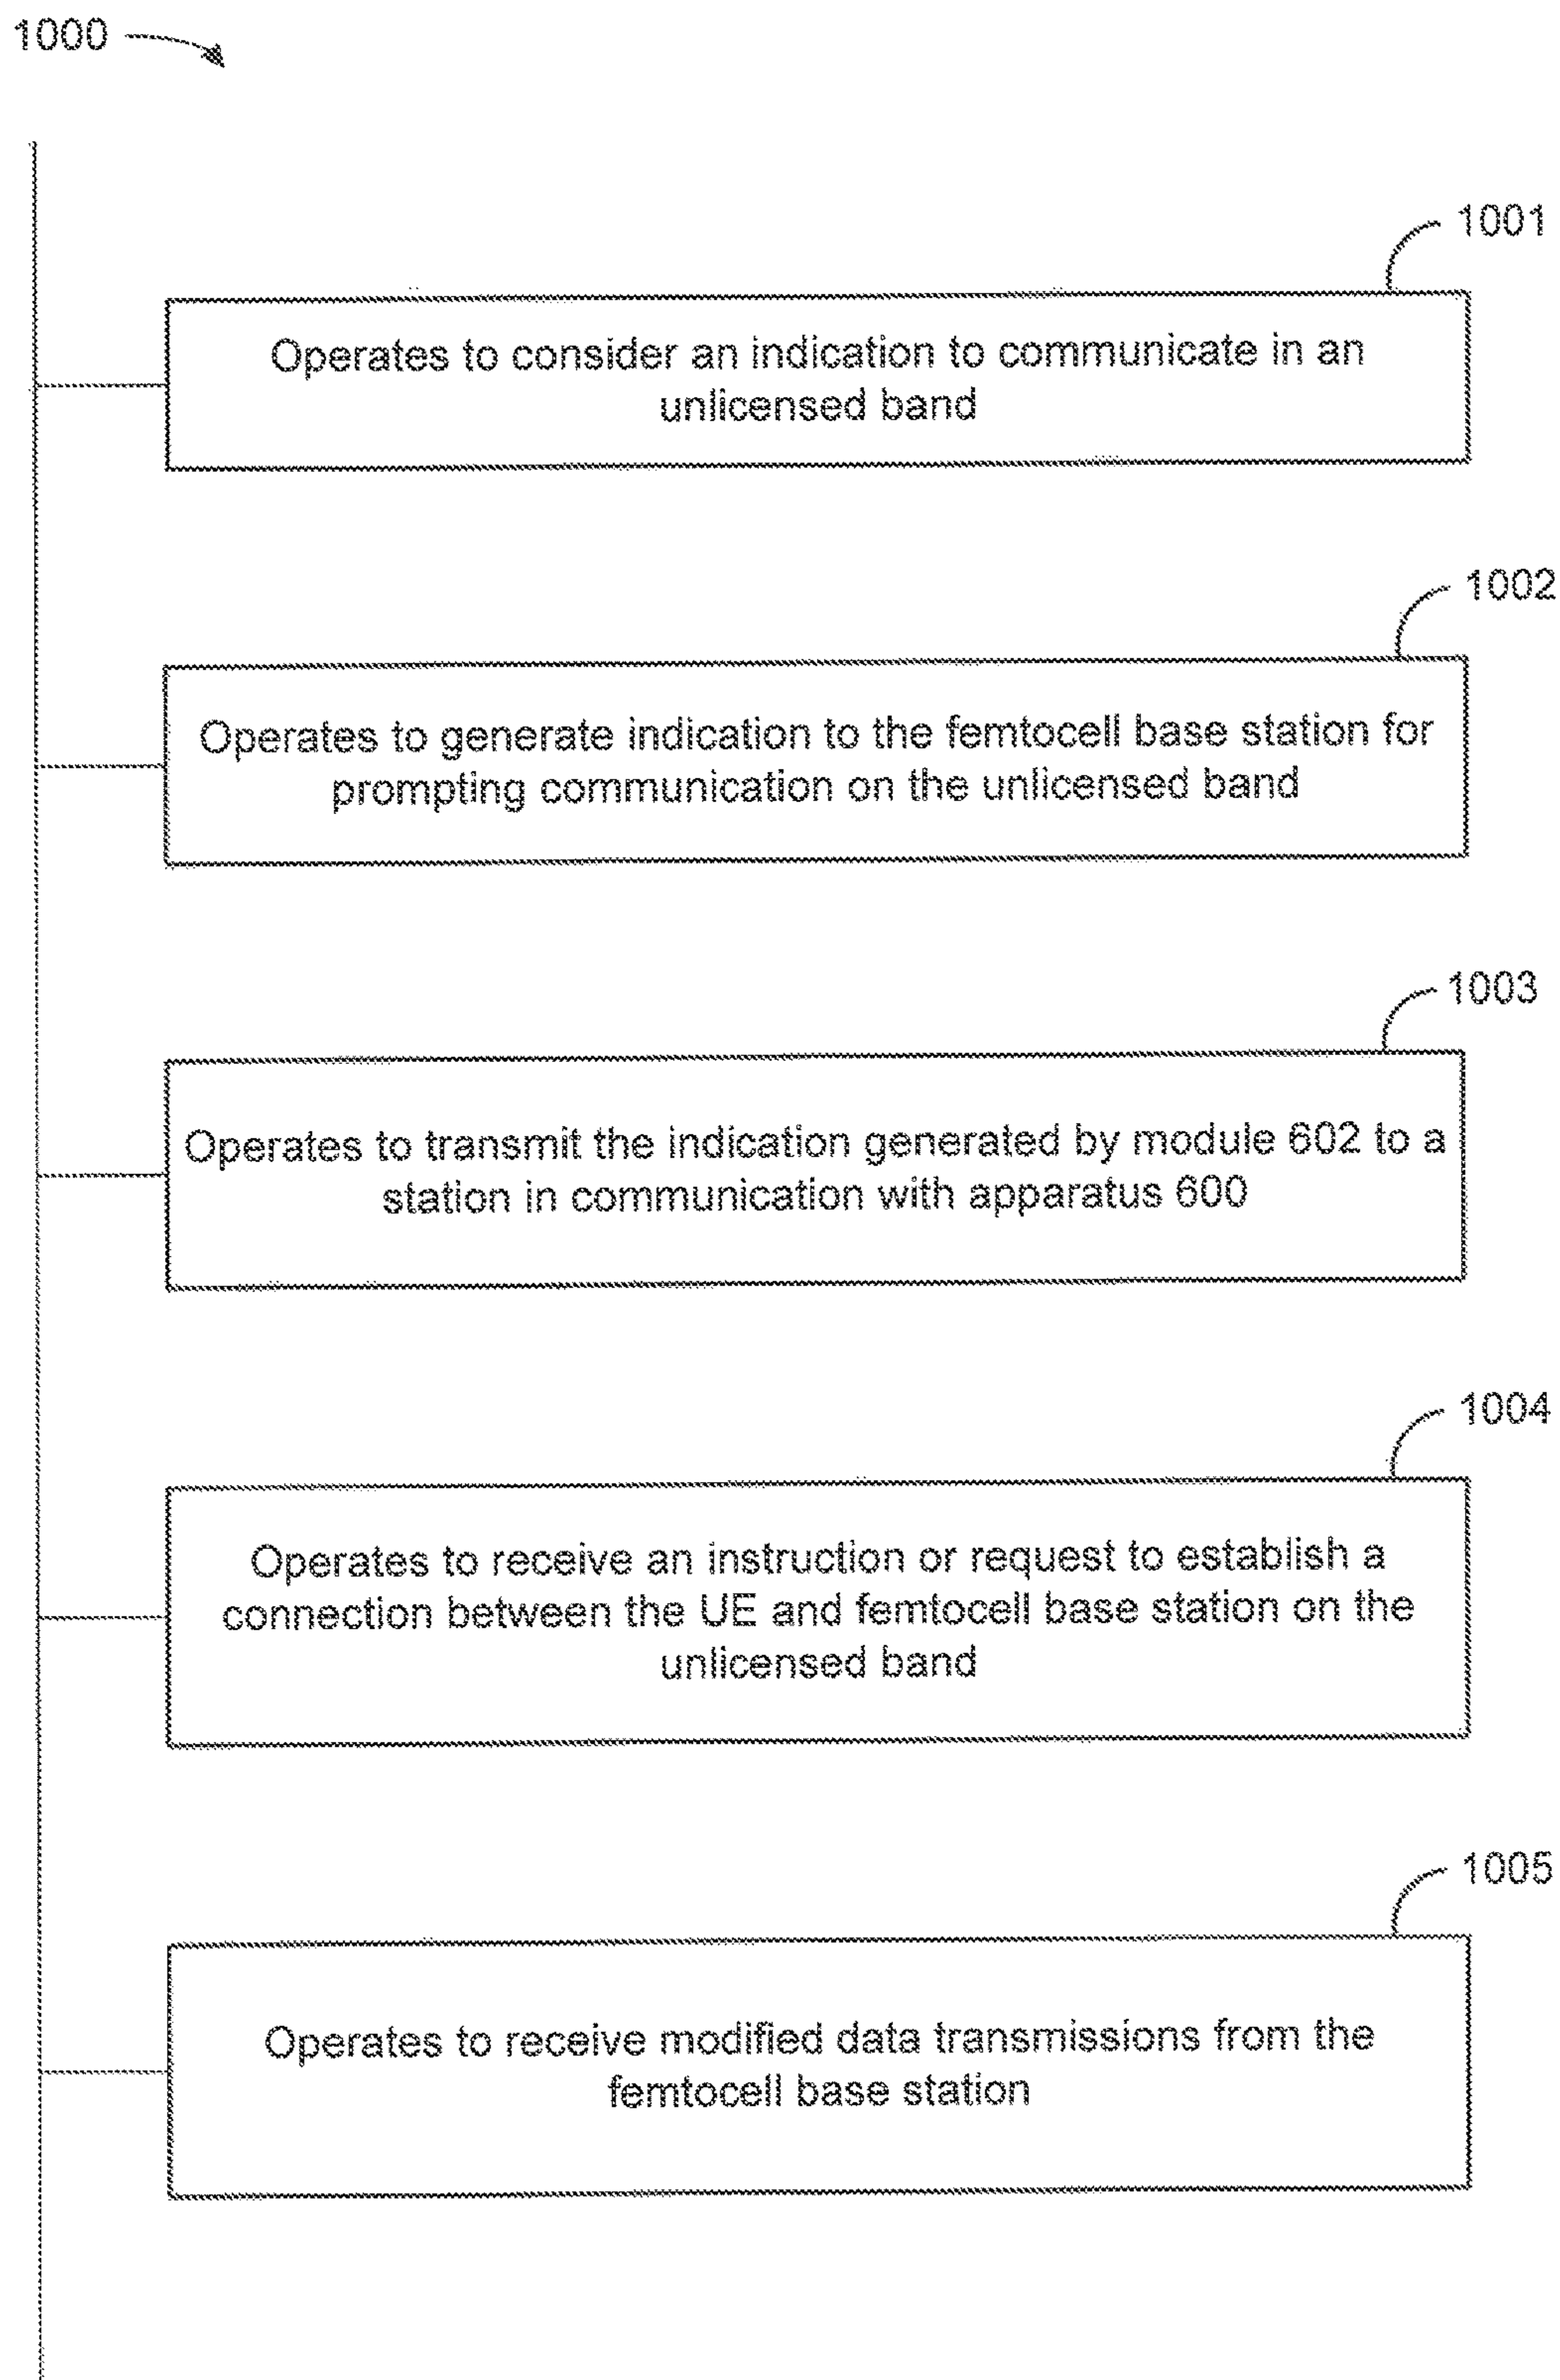 1000
1001
Operates to consider an indication to communicate in an
unlicensed band
1002
Operates to generate indication to the femtocell base station for
prompting communication on the unlicensed band
1003
Operates to transmit the indication generated by module 602 to a
station in communication with apparatus 600
1004
Operates to receive an instruction or request to establish a
connection between the UE and femtocell base station on the
unlicensed band
1005
Operates to receive modified data transmissions from the
femtocell base station